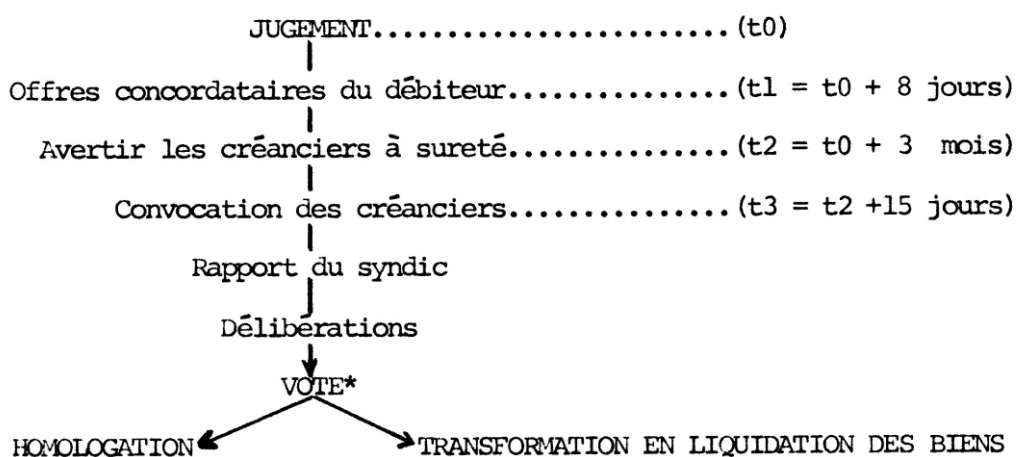 JUGEMENT........................(t0)
Offres concordataires du débiteur...............(t1 = t0 + 8 jours)
Avertir les créanciers à sureté...............(t2 = t0 + 3 mois)
Convocation des créanciers...............(t3 = t2 +15 jours)
Rapport du syndic
Délibérations
VOTE*
HOMOLOGATION TRANSFORMATION EN LIQUIDATION DES BIENS